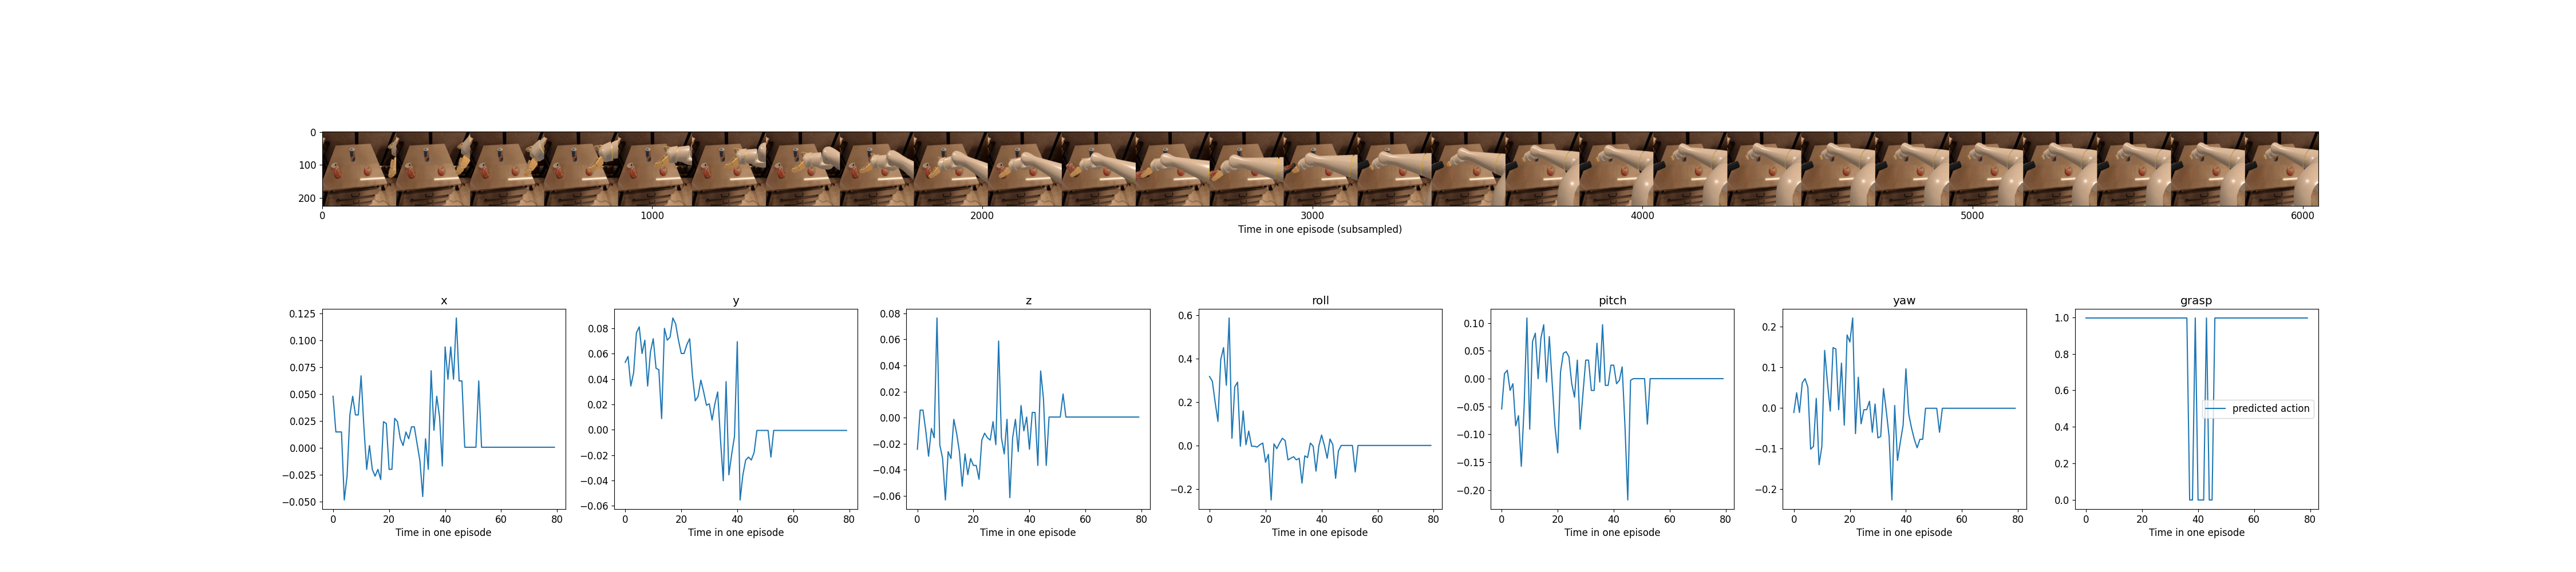 0
100
200
0 1000 2000 3000 4000 5000 6000
Time in one episode (subsampled)
x
0.125
0.100
0.075
0.050
0.025
0.000
−0.025
−0.050
0 20 40 60 80
Time in one episode
y
0.08
0.06
0.04
0.02
0.00
−0.02
−0.04
−0.06
0 20 40 60 80
Time in one episode
z
0.08
0.06
0.04
0.02
0.00
−0.02
−0.04
−0.06
0 20 40 60 80
Time in one episode
roll
0.6
0.4
0.2
0.0
−0.2
0 20 40 60 80
Time in one episode
pitch
0.10
0.05
0.00
−0.05
−0.10
−0.15
−0.20
0 20 40 60 80
Time in one episode
yaw
0.2
0.1
0.0
−0.1
−0.2
0 20 40 60 80
Time in one episode
grasp
1.0
0.8
0.6
0.4
0.2
0.0
predicted action
0 20 40 60 80
Time in one episode